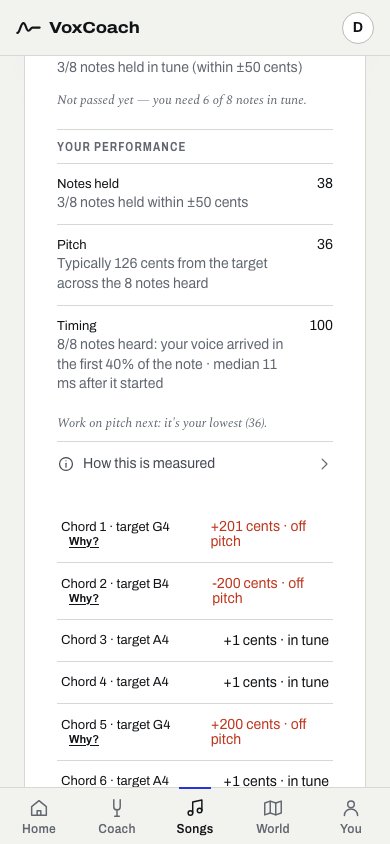 VoxCoach
D
3/8 notes held in tune (within ±50 cents)
Not passed yet — you need 6 of 8 notes in tune.
YOUR PERFORMANCE
Notes held 38
3/8 notes held within ±50 cents
Pitch 36
Typically 126 cents from the target
across the 8 notes heard
Timing 100
8/8 notes heard: your voice arrived in
the first 40% of the note · median 11
ms after it started
Work on pitch next: it's your lowest (36).
How this is measured
Chord 1 · target G4 +201 cents · off
Why? pitch
Chord 2 · target B4 -200 cents · off
Why? pitch
Chord 3 · target A4 +1 cents · in tune
Chord 4 · target A4 +1 cents · in tune
Chord 5 · target G4 +200 cents · off
Why? pitch
Chord 6 · target A4 +1 cents · in tune
Home Coach Songs World You